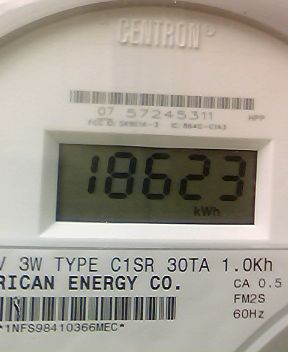 CENTRON®
07 57245311
HPP
18623
kWh
V 3W TYPE C1SR 30TA 1.0Kh
RICAN ENERGY CO.
CA 0.5
FM2S
60Hz
*1NFS98410366MEC*